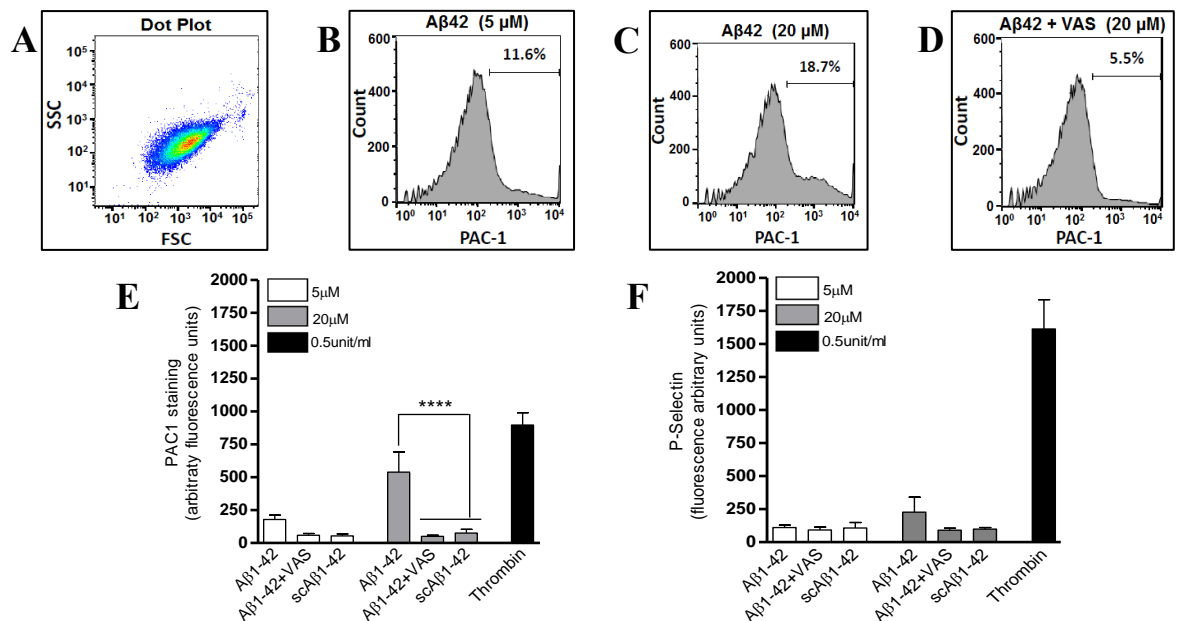 A
Dot Plot
10⁵
10⁴
10³
10²
10¹
SSC
10¹ 10² 10³ 10⁴ 10⁵
FSC
B
Aβ42 (5 µM)
600
400
200
0
Count
11.6%
10⁰ 10¹ 10² 10³ 10⁴
PAC-1
C
Aβ42 (20 µM)
600
400
200
0
Count
18.7%
10⁰ 10¹ 10² 10³ 10⁴
PAC-1
D
Aβ42 + VAS (20 µM)
600
400
200
0
Count
5.5%
10⁰ 10¹ 10² 10³ 10⁴
PAC-1
E
2000
1750
1500
1250
1000
750
500
250
0
PAC1 staining
(arbitraty fluorescence units)
5µM
20µM
0.5unit/ml
****
Aβ1-42
Aβ1-42+VAS
scAβ1-42
Aβ1-42
Aβ1-42+VAS
scAβ1-42
Thrombin
F
2000
1750
1500
1250
1000
750
500
250
0
P-Selectin
(fluorescence arbitrary units)
5µM
20µM
0.5unit/ml
Aβ1-42
Aβ1-42+VAS
scAβ1-42
Aβ1-42
Aβ1-42+VAS
scAβ1-42
Thrombin